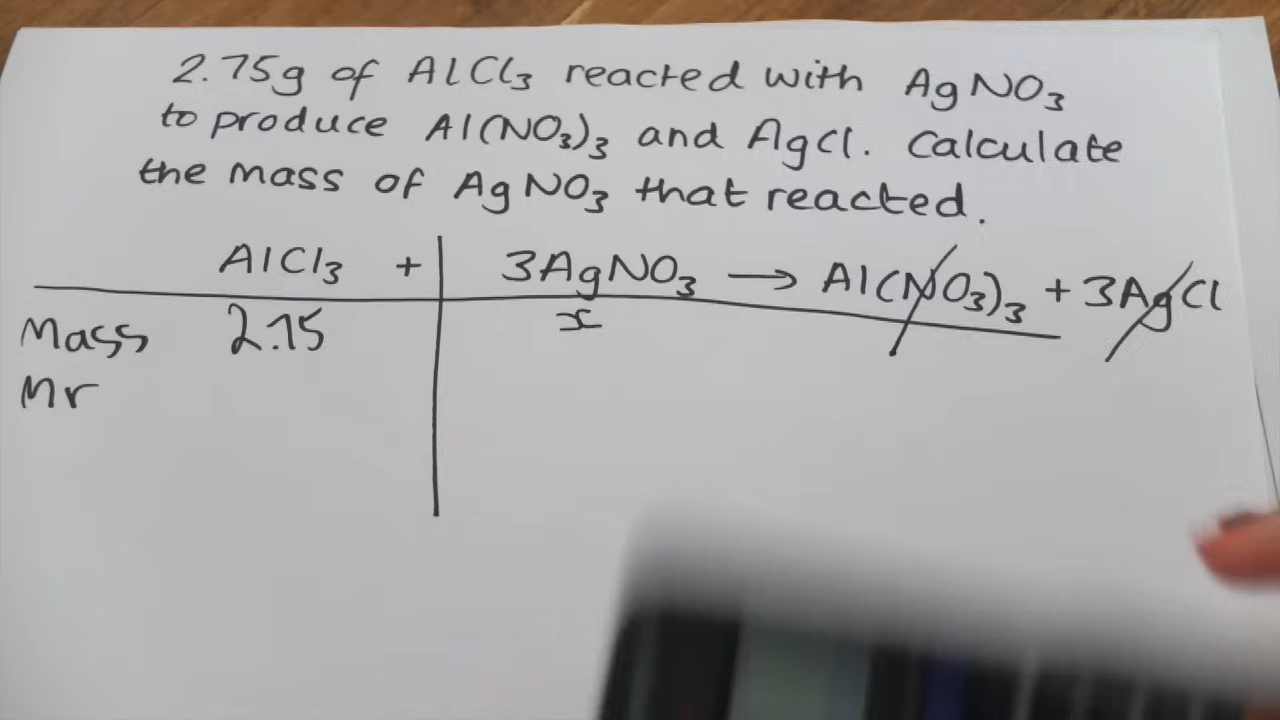 2.75g of AlCl3 reacted with AgNO3
to produce Al(NO3)3 and AgCl. Calculate
the mass of AgNO3 that reacted.
AlCl3 + 3AgNO3 → Al(NO3)3 + 3AgCl
Mass 2.75 x
Mr